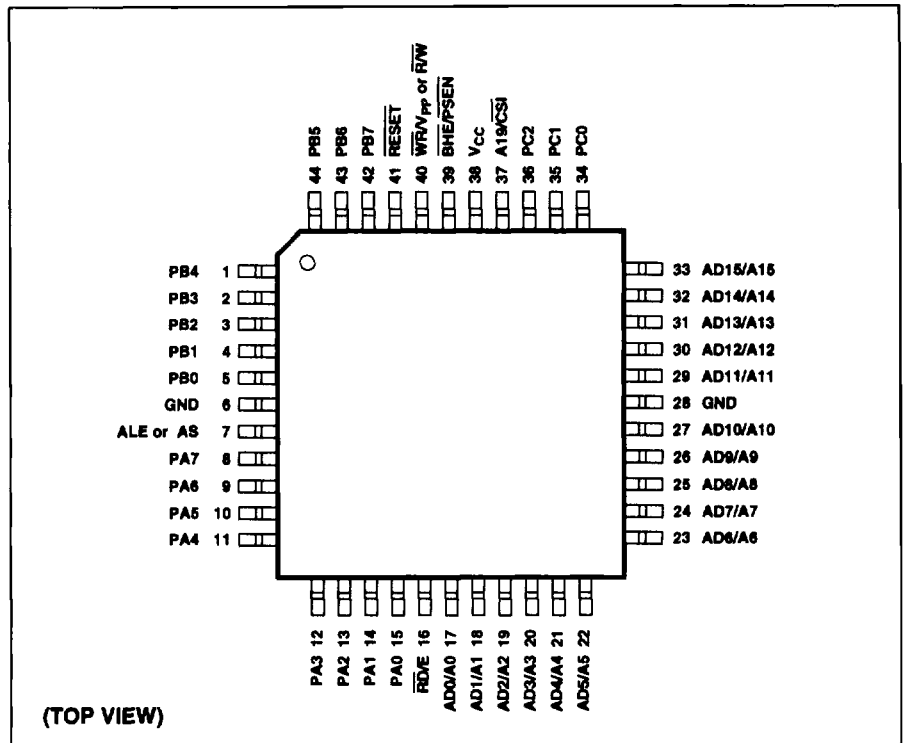 44 PB5
43 PB6
42 PB7
41 RESET
40 WR/VPP or R/W
39 BHE/PSEN
38 VCC
37 A19/CSI
36 PC2
35 PC1
34 PC0
PB4 1
PB3 2
PB2 3
PB1 4
PB0 5
GND 6
ALE or AS 7
PA7 8
PA6 9
PA5 10
PA4 11
33 AD15/A15
32 AD14/A14
31 AD13/A13
30 AD12/A12
29 AD11/A11
28 GND
27 AD10/A10
26 AD9/A9
25 AD8/A8
24 AD7/A7
23 AD6/A6
PA3 12
PA2 13
PA1 14
PA0 15
RD/E 16
AD0/A0 17
AD1/A1 18
AD2/A2 19
AD3/A3 20
AD4/A4 21
AD5/A5 22
(TOP VIEW)